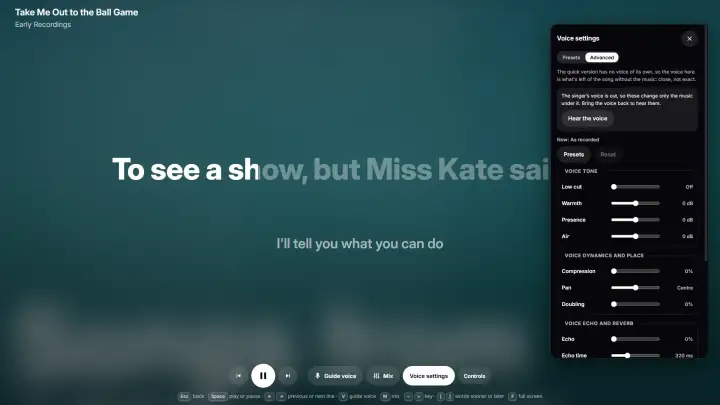 Take Me Out to the Ball Game
Early Recordings
To see a show, but Miss Kate sai
I'll tell you what you can do
Voice settings
Presets
Advanced
The quick version has no voice of its own, so the voice here
is what's left of the song without the music: close, not exact.
The singer's voice is out, so these change only the music
under it. Bring the voice back to hear them.
Hear the voice
Now: As recorded
Presets
Reset
VOICE TONE
Low cut Off
Warmth 0 dB
Presence 0 dB
Air 0 dB
VOICE DYNAMICS AND PLACE
Compression 0%
Pan Centre
Doubling 0%
VOICE ECHO AND REVERB
Echo 0%
Echo time 320 ms
Guide voice
Mix
Voice settings
Controls
Esc back Space play or pause ← → previous or next line V guide voice M mix − + key [ ] words sooner or later F full screen